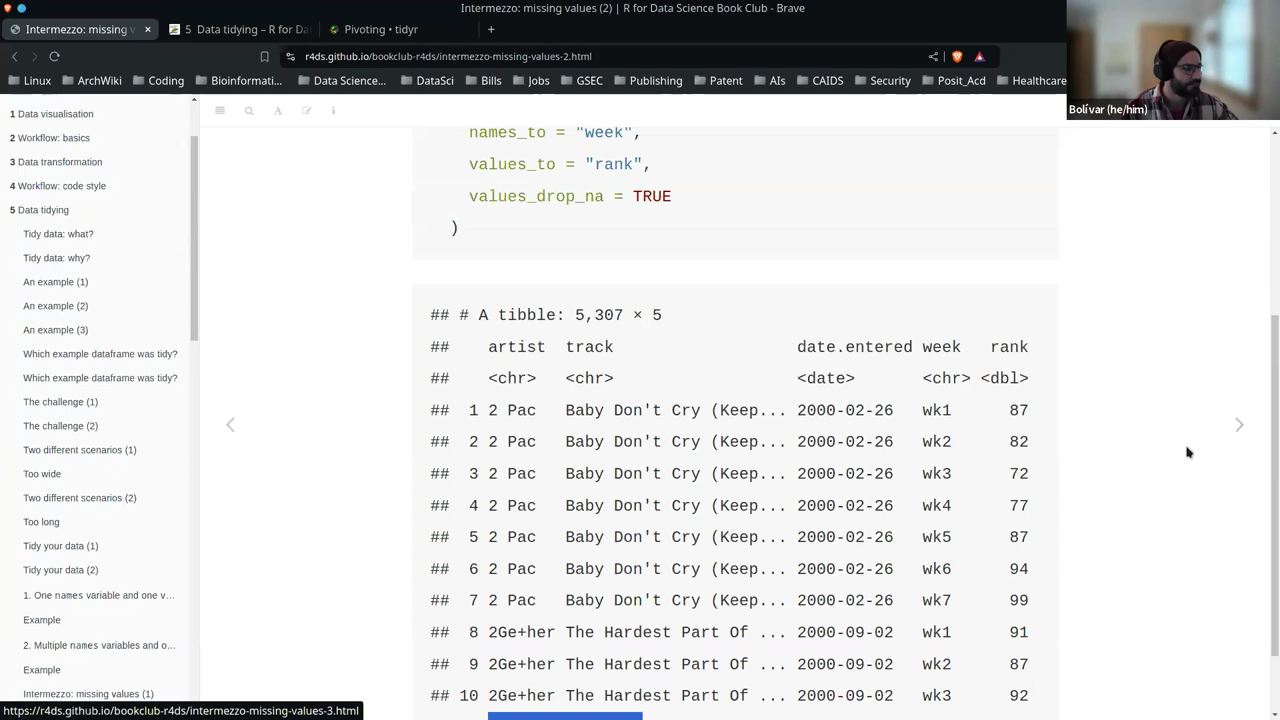 Intermezzo: missing values (2) | R for Data Science Book Club - Brave
Intermezzo: missing v
5 Data tidying – R for Da
Pivoting • tidyr
r4ds.github.io/bookclub-r4ds/intermezzo-missing-values-2.html
Linux
ArchWiki
Coding
Bioinformati...
Data Science...
DataSci
Bills
Jobs
GSEC
Publishing
Patent
AIs
CAIDS
Security
Posit_Acd
Healthcare
Bolívar (he/him)
1 Data visualisation
2 Workflow: basics
3 Data transformation
4 Workflow: code style
5 Data tidying
Tidy data: what?
Tidy data: why?
An example (1)
An example (2)
An example (3)
Which example dataframe was tidy?
Which example dataframe was tidy?
The challenge (1)
The challenge (2)
Two different scenarios (1)
Too wide
Two different scenarios (2)
Too long
Tidy your data (1)
Tidy your data (2)
1. One names variable and one v...
Example
2. Multiple names variables and o...
Example
Intermezzo: missing values (1)
names_to = "week",
values_to = "rank",
values_drop_na = TRUE
)
## # A tibble: 5,307 × 5
## artist track date.entered week rank
## <chr> <chr> <date> <chr> <dbl>
## 1 2 Pac Baby Don't Cry (Keep... 2000-02-26 wk1 87
## 2 2 Pac Baby Don't Cry (Keep... 2000-02-26 wk2 82
## 3 2 Pac Baby Don't Cry (Keep... 2000-02-26 wk3 72
## 4 2 Pac Baby Don't Cry (Keep... 2000-02-26 wk4 77
## 5 2 Pac Baby Don't Cry (Keep... 2000-02-26 wk5 87
## 6 2 Pac Baby Don't Cry (Keep... 2000-02-26 wk6 94
## 7 2 Pac Baby Don't Cry (Keep... 2000-02-26 wk7 99
## 8 2Ge+her The Hardest Part Of ... 2000-09-02 wk1 91
## 9 2Ge+her The Hardest Part Of ... 2000-09-02 wk2 87
## 10 2Ge+her The Hardest Part Of ... 2000-09-02 wk3 92
https://r4ds.github.io/bookclub-r4ds/intermezzo-missing-values-3.html